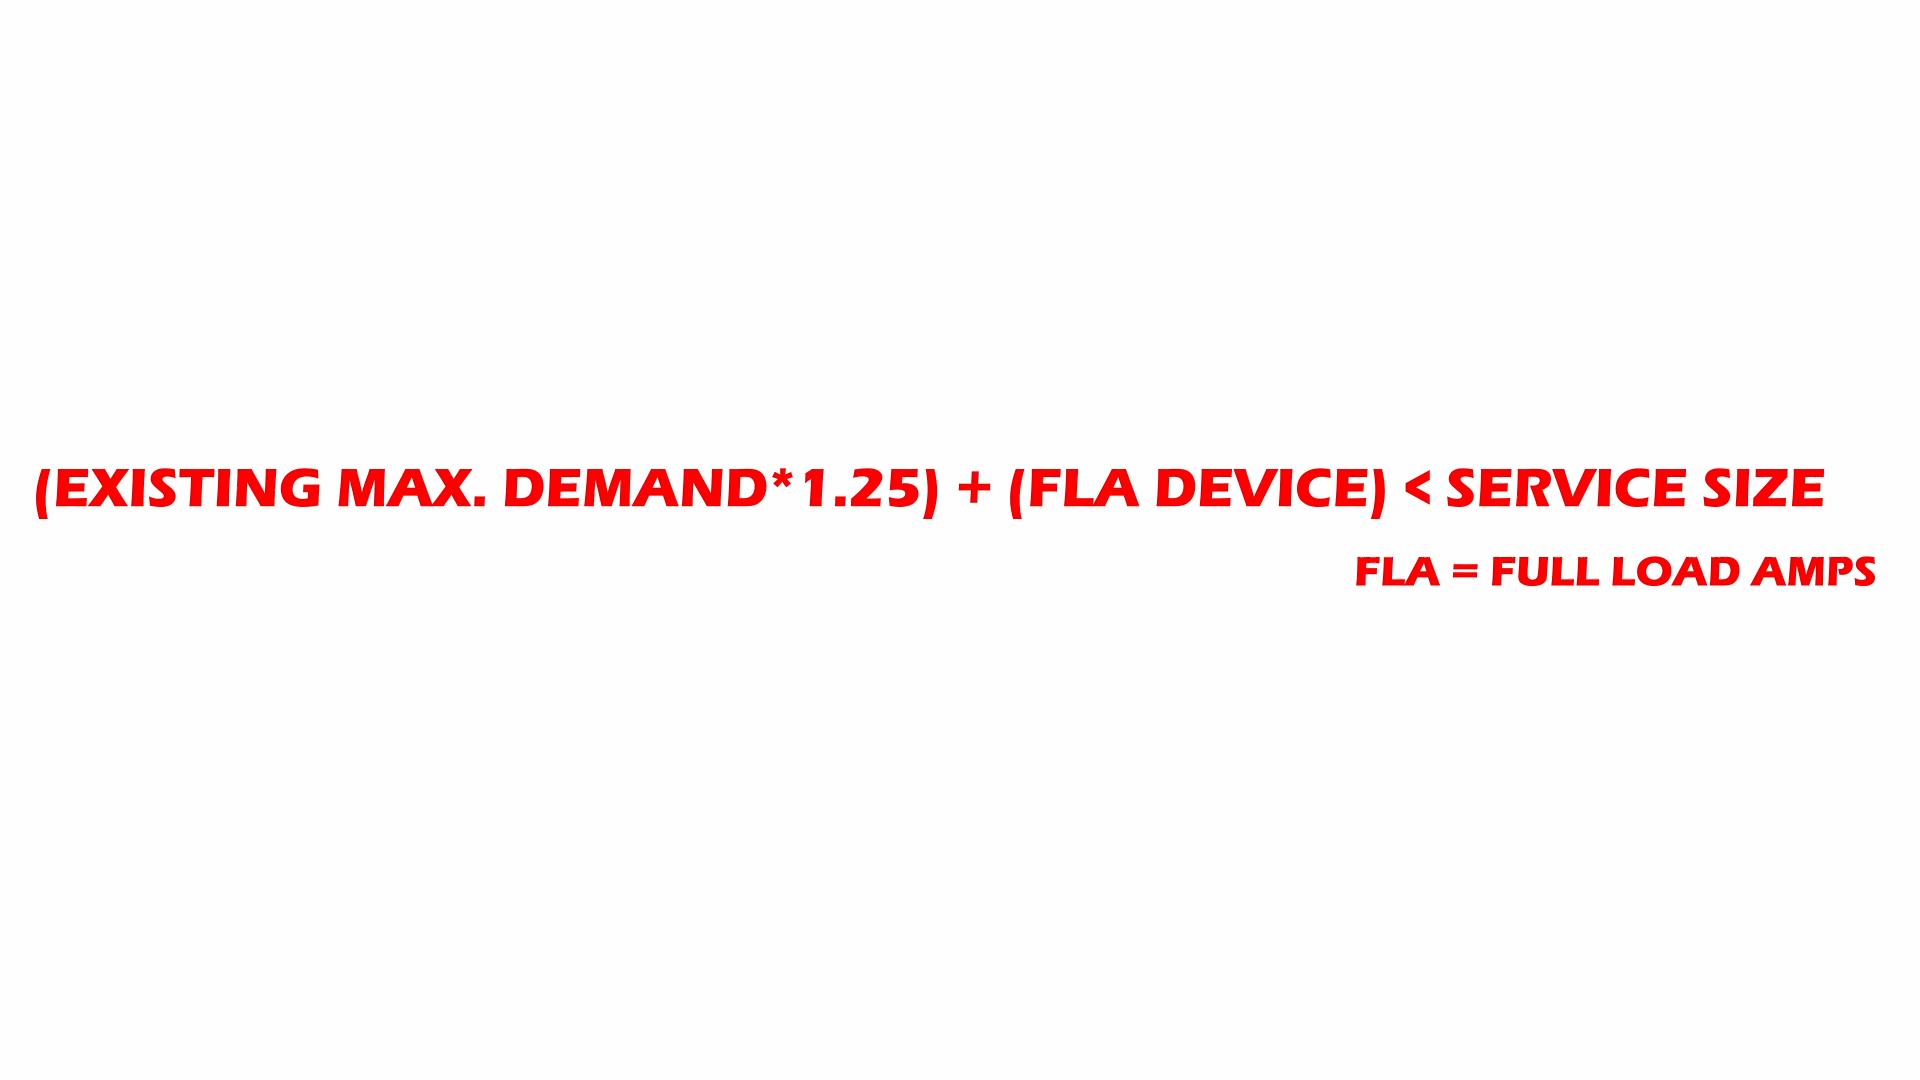 (EXISTING MAX. DEMAND*1.25) + (FLA DEVICE) < SERVICE SIZE
FLA = FULL LOAD AMPS